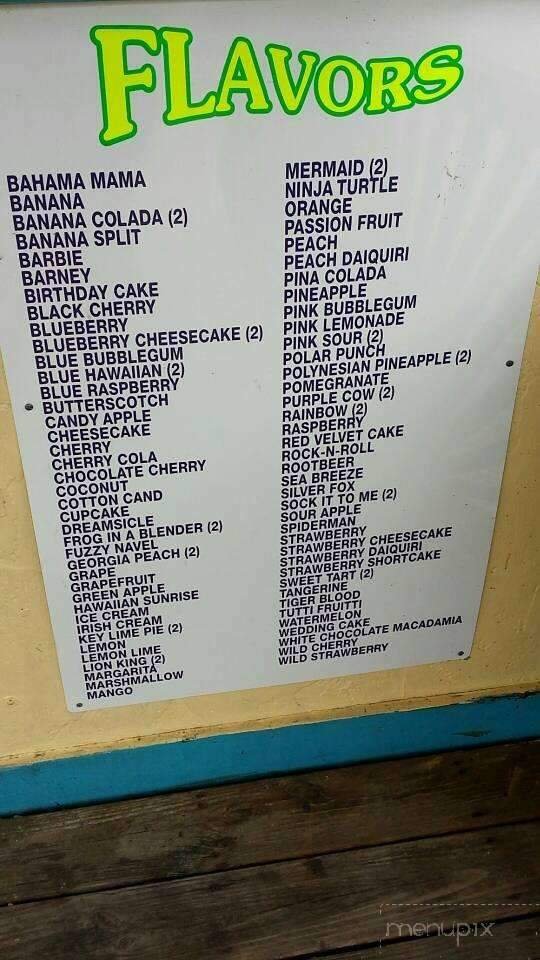 FLAVORS
BAHAMA MAMA
BANANA
BANANA COLADA (2)
BANANA SPLIT
BARBIE
BARNEY
BIRTHDAY CAKE
BLACK CHERRY
BLUEBERRY
BLUEBERRY CHEESECAKE (2)
BLUE BUBBLEGUM
BLUE HAWAIIAN (2)
BLUE RASPBERRY
BUTTERSCOTCH
CANDY APPLE
CHEESECAKE
CHERRY
CHERRY COLA
CHOCOLATE CHERRY
COCONUT
COTTON CAND
CUPCAKE
DREAMSICLE
FROG IN A BLENDER (2)
FUZZY NAVEL
GEORGIA PEACH (2)
GRAPE
GRAPEFRUIT
GREEN APPLE
HAWAIIAN SUNRISE
ICE CREAM
IRISH CREAM
KEY LIME PIE (2)
LEMON
LEMON LIME
LION KING (2)
MARGARITA
MARSHMALLOW
MANGO
MERMAID (2)
NINJA TURTLE
ORANGE
PASSION FRUIT
PEACH
PEACH DAIQUIRI
PINA COLADA
PINEAPPLE
PINK BUBBLEGUM
PINK LEMONADE
PINK SOUR (2)
POLAR PUNCH
POLYNESIAN PINEAPPLE (2)
POMEGRANATE
PURPLE COW (2)
RAINBOW (2)
RASPBERRY
RED VELVET CAKE
ROCK-N-ROLL
ROOTBEER
SEA BREEZE
SILVER FOX
SOCK IT TO ME (2)
SOUR APPLE
SPIDERMAN
STRAWBERRY
STRAWBERRY CHEESECAKE
STRAWBERRY DAIQUIRI
STRAWBERRY SHORTCAKE
SWEET TART (2)
TANGERINE
TIGER BLOOD
TUTTI FRUITTI
WATERMELON
WEDDING CAKE
WHITE CHOCOLATE MACADAMIA
WILD CHERRY
WILD STRAWBERRY
menupix